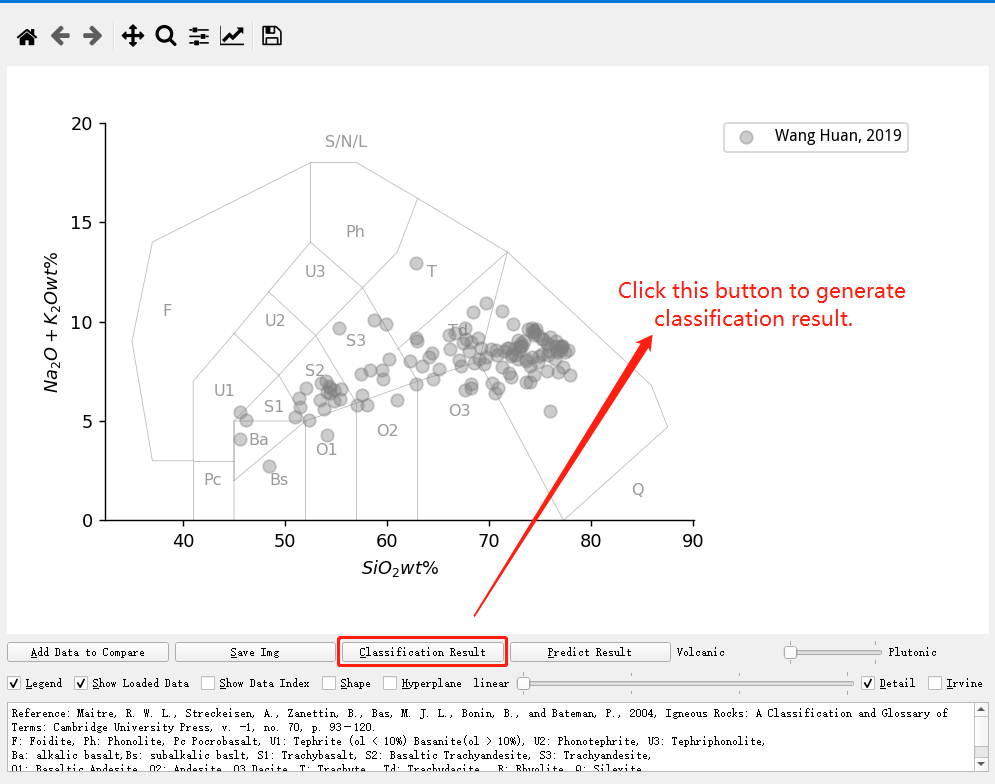 20
15
10
5
0
40
50
60
70
80
90
Na₂O + K₂Owt%
SiO₂wt%
Wang Huan, 2019
S/N/L
Ph
U3
T
F
U2
S3
Td
S2
U1
S1
O3
Ba
O2
O1
Pc
Bs
Q
Click this button to generate
classification result.
Add Data to Compare
Save Img
Classification Result
Predict Result
Volcanic
Plutonic
Legend
Show Loaded Data
Show Data Index
Shape
Hyperplane
linear
Detail
Irvine
Reference: Maitre, R. W. L., Streckeisen, A., Zanettin, B., Bas, M. J. L., Bonin, B., and Bateman, P., 2004, Igneous Rocks: A Classification and Glossary of
Terms: Cambridge University Press, v. -1, no. 70, p. 93-120.
F: Foidite, Ph: Phonolite, Pc Pocrobasalt, U1: Tephrite (ol < 10%) Basanite(ol > 10%), U2: Phonotephrite, U3: Tephriphonolite,
Ba: alkalic basalt,Bs: subalkalic baslt, S1: Trachybasalt, S2: Basaltic Trachyandesite, S3: Trachyandesite,
O1: Basaltic Andesite, O2: Andesite, O3 Dacite, T: Trachyte , Td: Trachydacite , R: Rhyolite, Q: Silexite